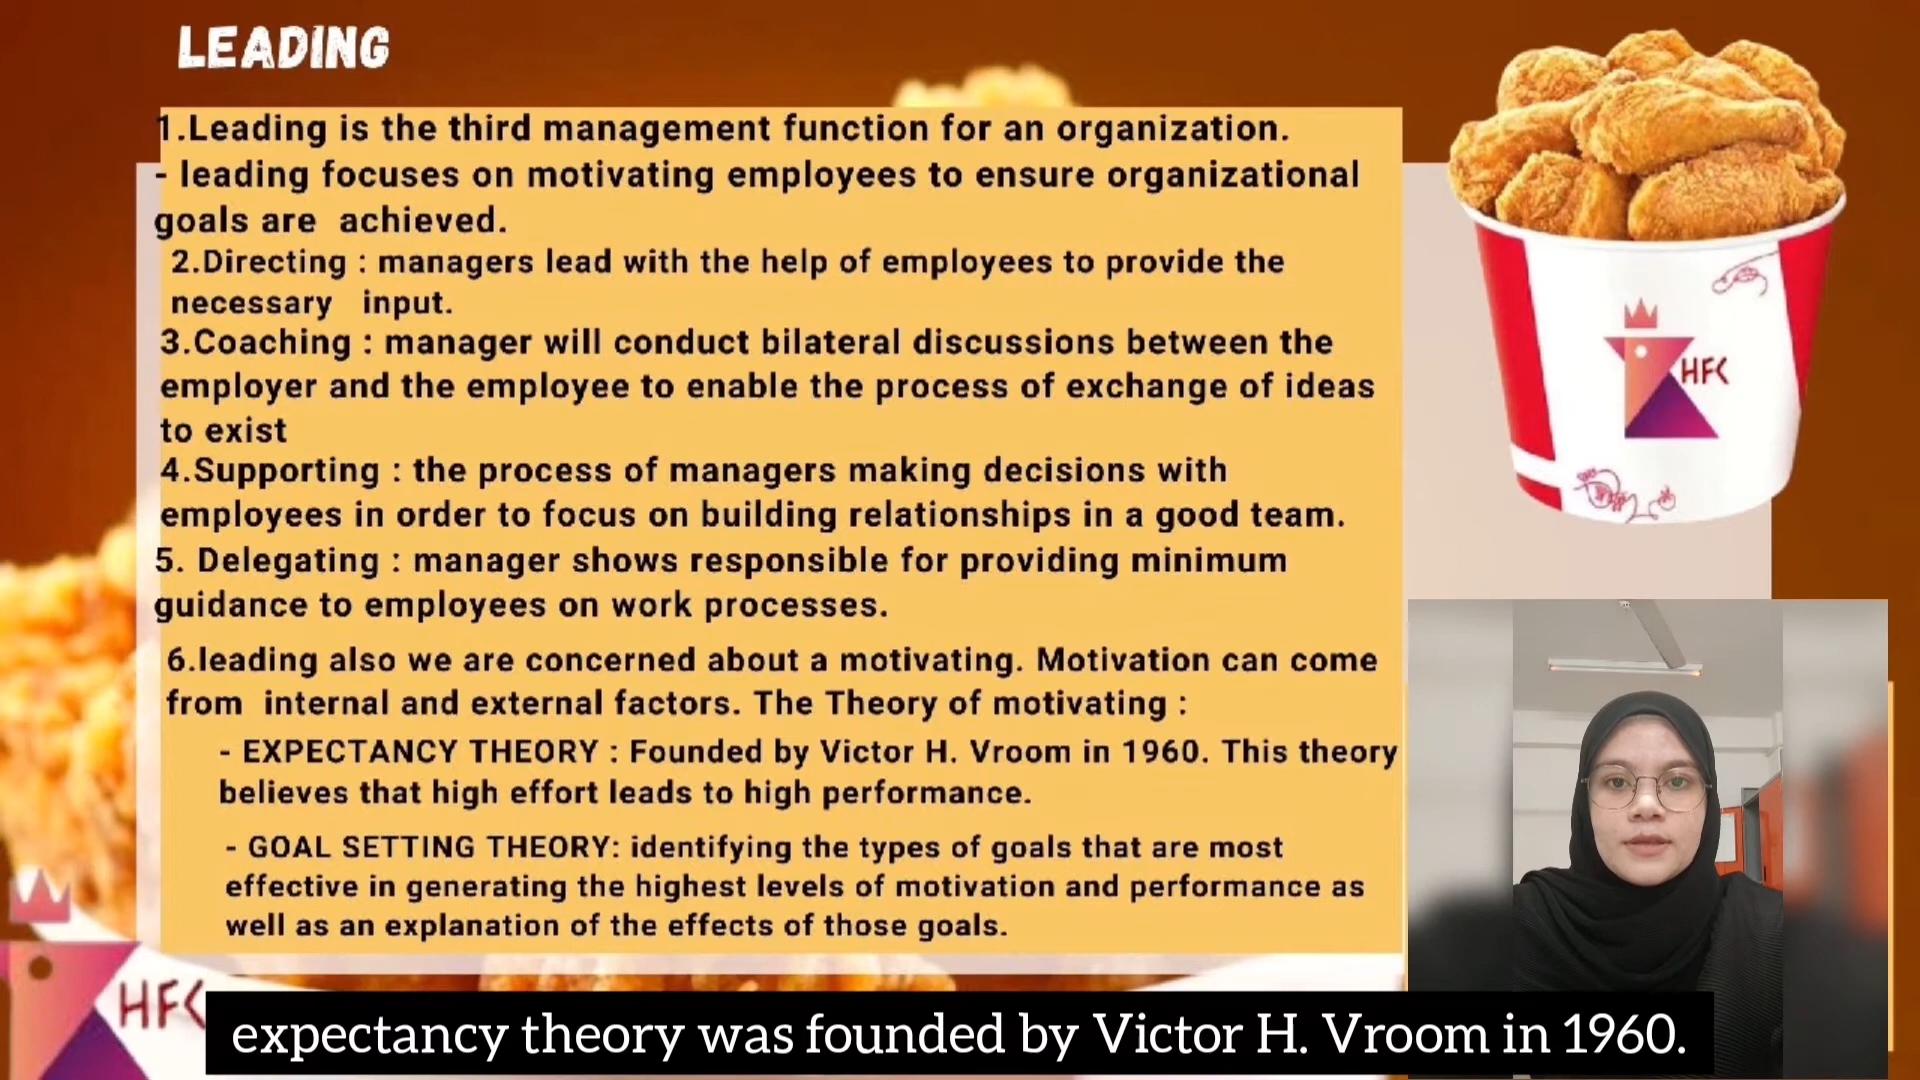 LEADING
1.Leading is the third management function for an organization.
- leading focuses on motivating employees to ensure organizational
goals are achieved.
2.Directing : managers lead with the help of employees to provide the
necessary input.
3.Coaching : manager will conduct bilateral discussions between the
employer and the employee to enable the process of exchange of ideas
to exist
4.Supporting : the process of managers making decisions with
employees in order to focus on building relationships in a good team.
5. Delegating : manager shows responsible for providing minimum
guidance to employees on work processes.
6.leading also we are concerned about a motivating. Motivation can come
from internal and external factors. The Theory of motivating :
- EXPECTANCY THEORY : Founded by Victor H. Vroom in 1960. This theory
believes that high effort leads to high performance.
- GOAL SETTING THEORY: identifying the types of goals that are most
effective in generating the highest levels of motivation and performance as
well as an explanation of the effects of those goals.
HFC
HFC
expectancy theory was founded by Victor H. Vroom in 1960.